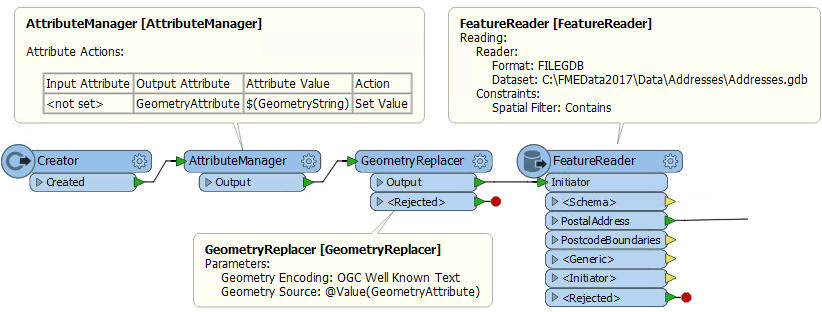 AttributeManager [AttributeManager]
Attribute Actions:
Input Attribute Output Attribute Attribute Value Action
<not set> GeometryAttribute $(GeometryString) Set Value
FeatureReader [FeatureReader]
Reading:
Reader:
Format: FILEGDB
Dataset: C:\FMEData2017\Data\Addresses\Addresses.gdb
Constraints:
Spatial Filter: Contains
Creator
Created
AttributeManager
Output
GeometryReplacer
Output
<Rejected>
FeatureReader
Initiator
<Schema>
PostalAddress
PostcodeBoundaries
<Generic>
<Initiator>
<Rejected>
GeometryReplacer [GeometryReplacer]
Parameters:
Geometry Encoding: OGC Well Known Text
Geometry Source: @Value(GeometryAttribute)